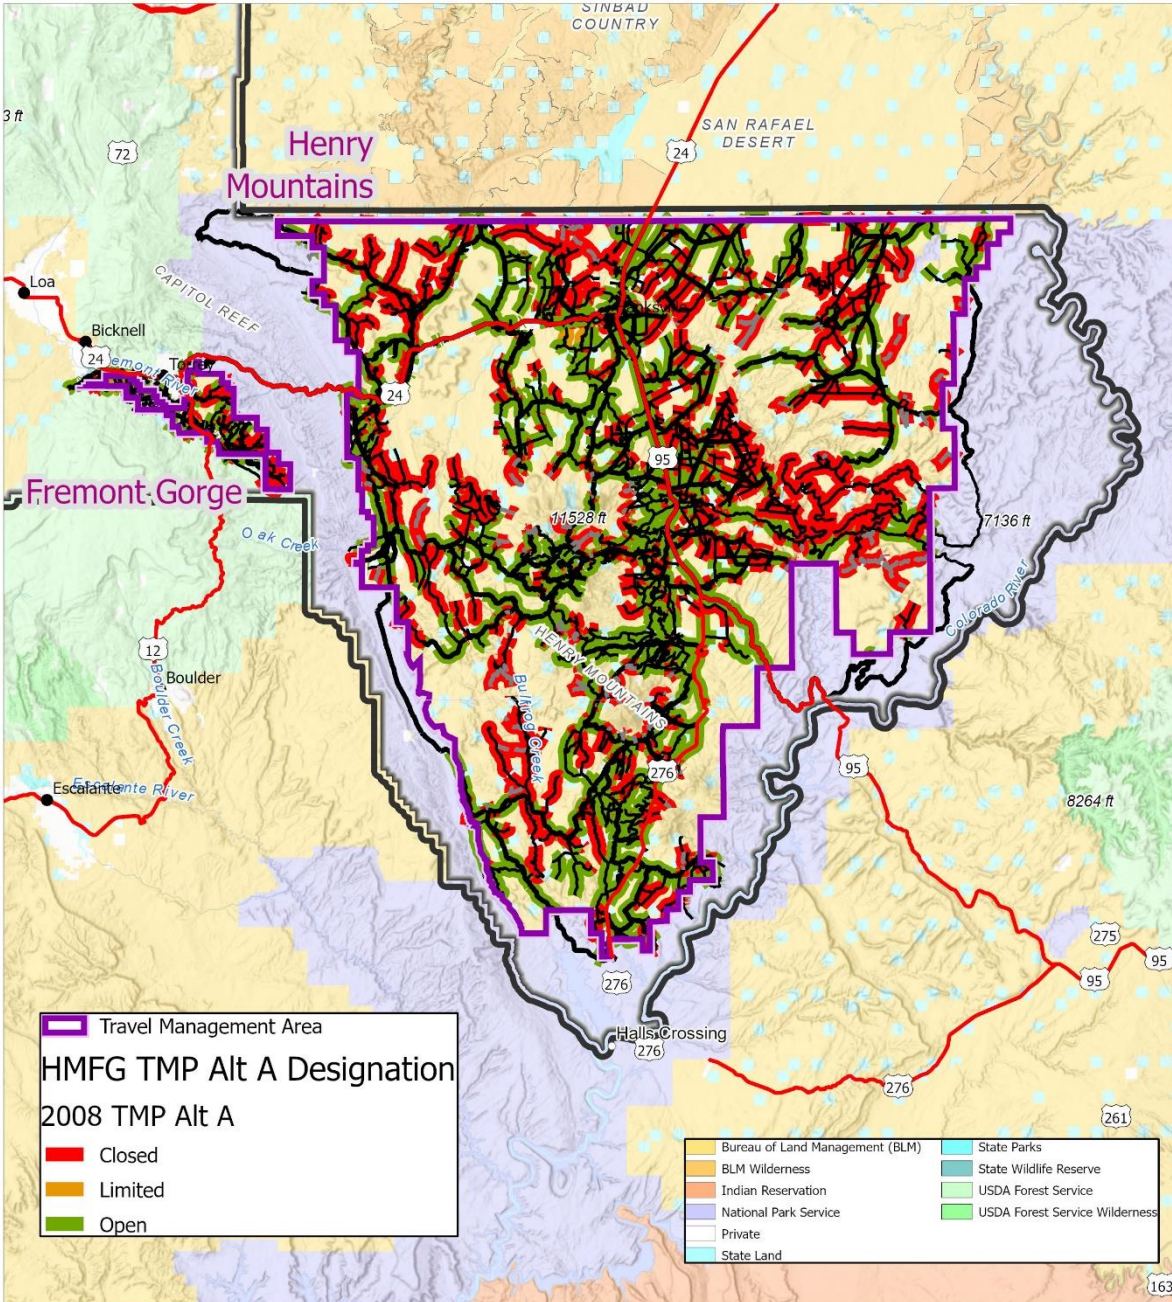 SINBAD
COUNTRY
3 ft
72
Henry
Mountains
SAN RAFAEL
DESERT
24
Loa
CAPITOL REEF
Bicknell
24
24
95
Fremont Gorge
11528 ft
7136 ft
Oak Creek
Colorado River
12
Boulder
Boulder Creek
HENRY MOUNTAINS
Bullfrog Creek
276
95
Escalante
Escalante River
8264 ft
275
95
95
276
Halls Crossing
276
276
261
163
Travel Management Area
HMFG TMP Alt A Designation
2008 TMP Alt A
Closed
Limited
Open
Bureau of Land Management (BLM)
BLM Wilderness
Indian Reservation
National Park Service
Private
State Land
State Parks
State Wildlife Reserve
USDA Forest Service
USDA Forest Service Wilderness